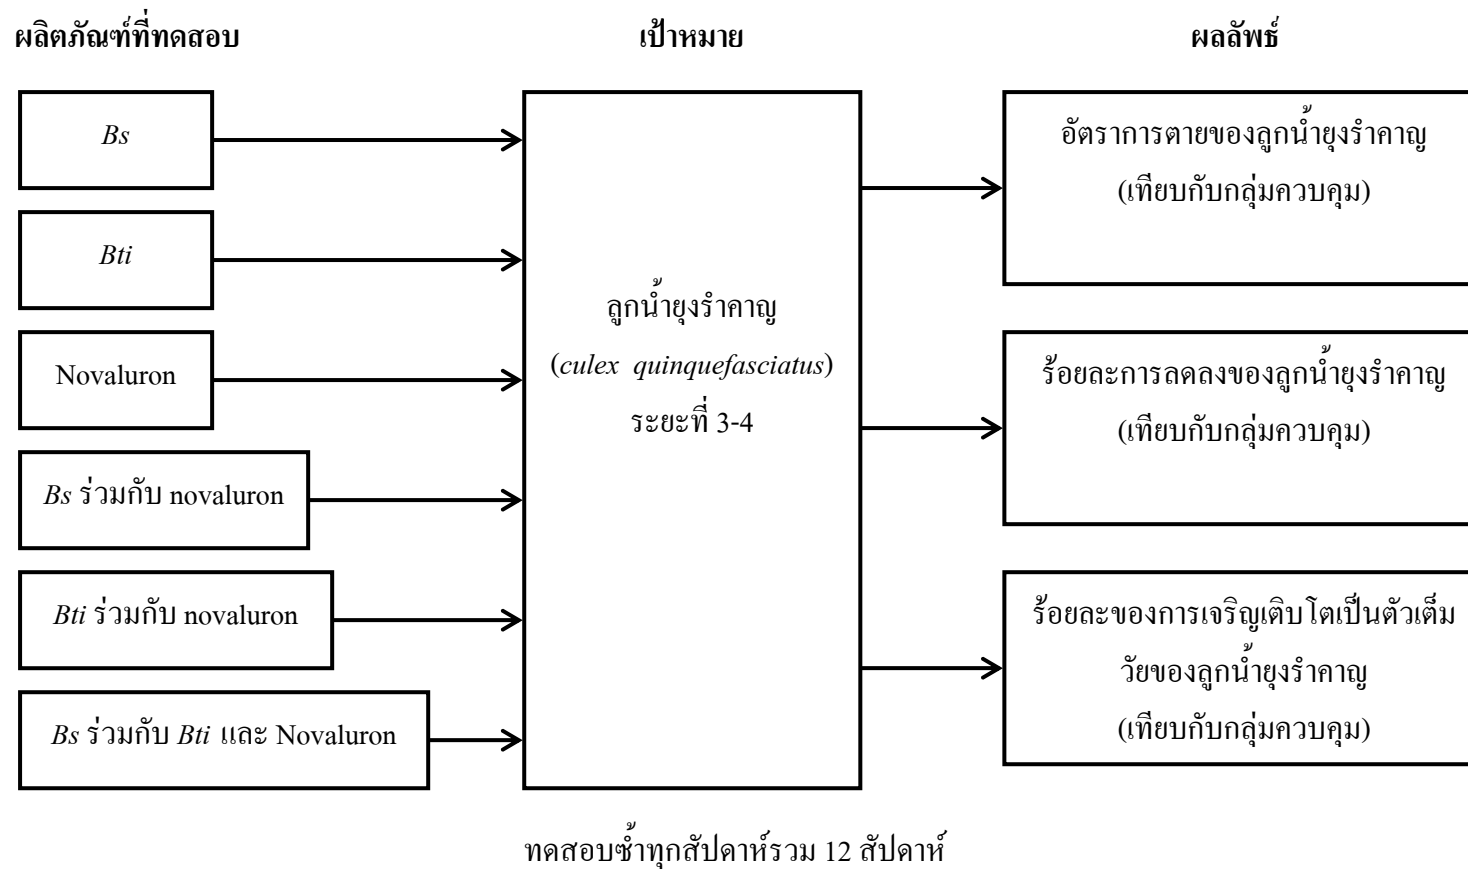 ผลิตภัณฑ์ที่ทดสอบ
เป้าหมาย
ผลลัพธ์
Bs
Bti
Novaluron
Bs ร่วมกับ novaluron
Bti ร่วมกับ novaluron
Bs ร่วมกับ Bti และ Novaluron
ลูกน้ำยุงรำคาญ
(culex quinquefasciatus)
ระยะที่ 3-4
อัตราการตายของลูกน้ำยุงรำคาญ
(เทียบกับกลุ่มควบคุม)
ร้อยละการลดลงของลูกน้ำยุงรำคาญ
(เทียบกับกลุ่มควบคุม)
ร้อยละของการเจริญเติบโตเป็นตัวเต็ม
วัยของลูกน้ำยุงรำคาญ
(เทียบกับกลุ่มควบคุม)
ทดสอบซ้ำทุกสัปดาห์รวม 12 สัปดาห์